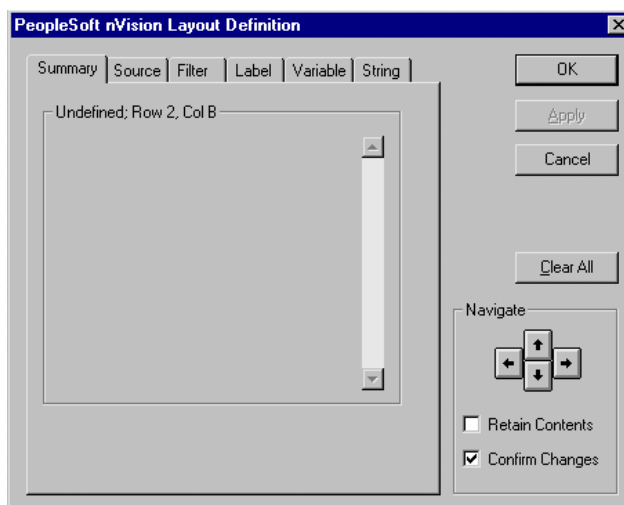 PeopleSoft nVision Layout Definition
Summary Source Filter Label Variable String
OK
Undefined; Row 2, Col B
Apply
Cancel
Clear All
Navigate
Retain Contents
Confirm Changes